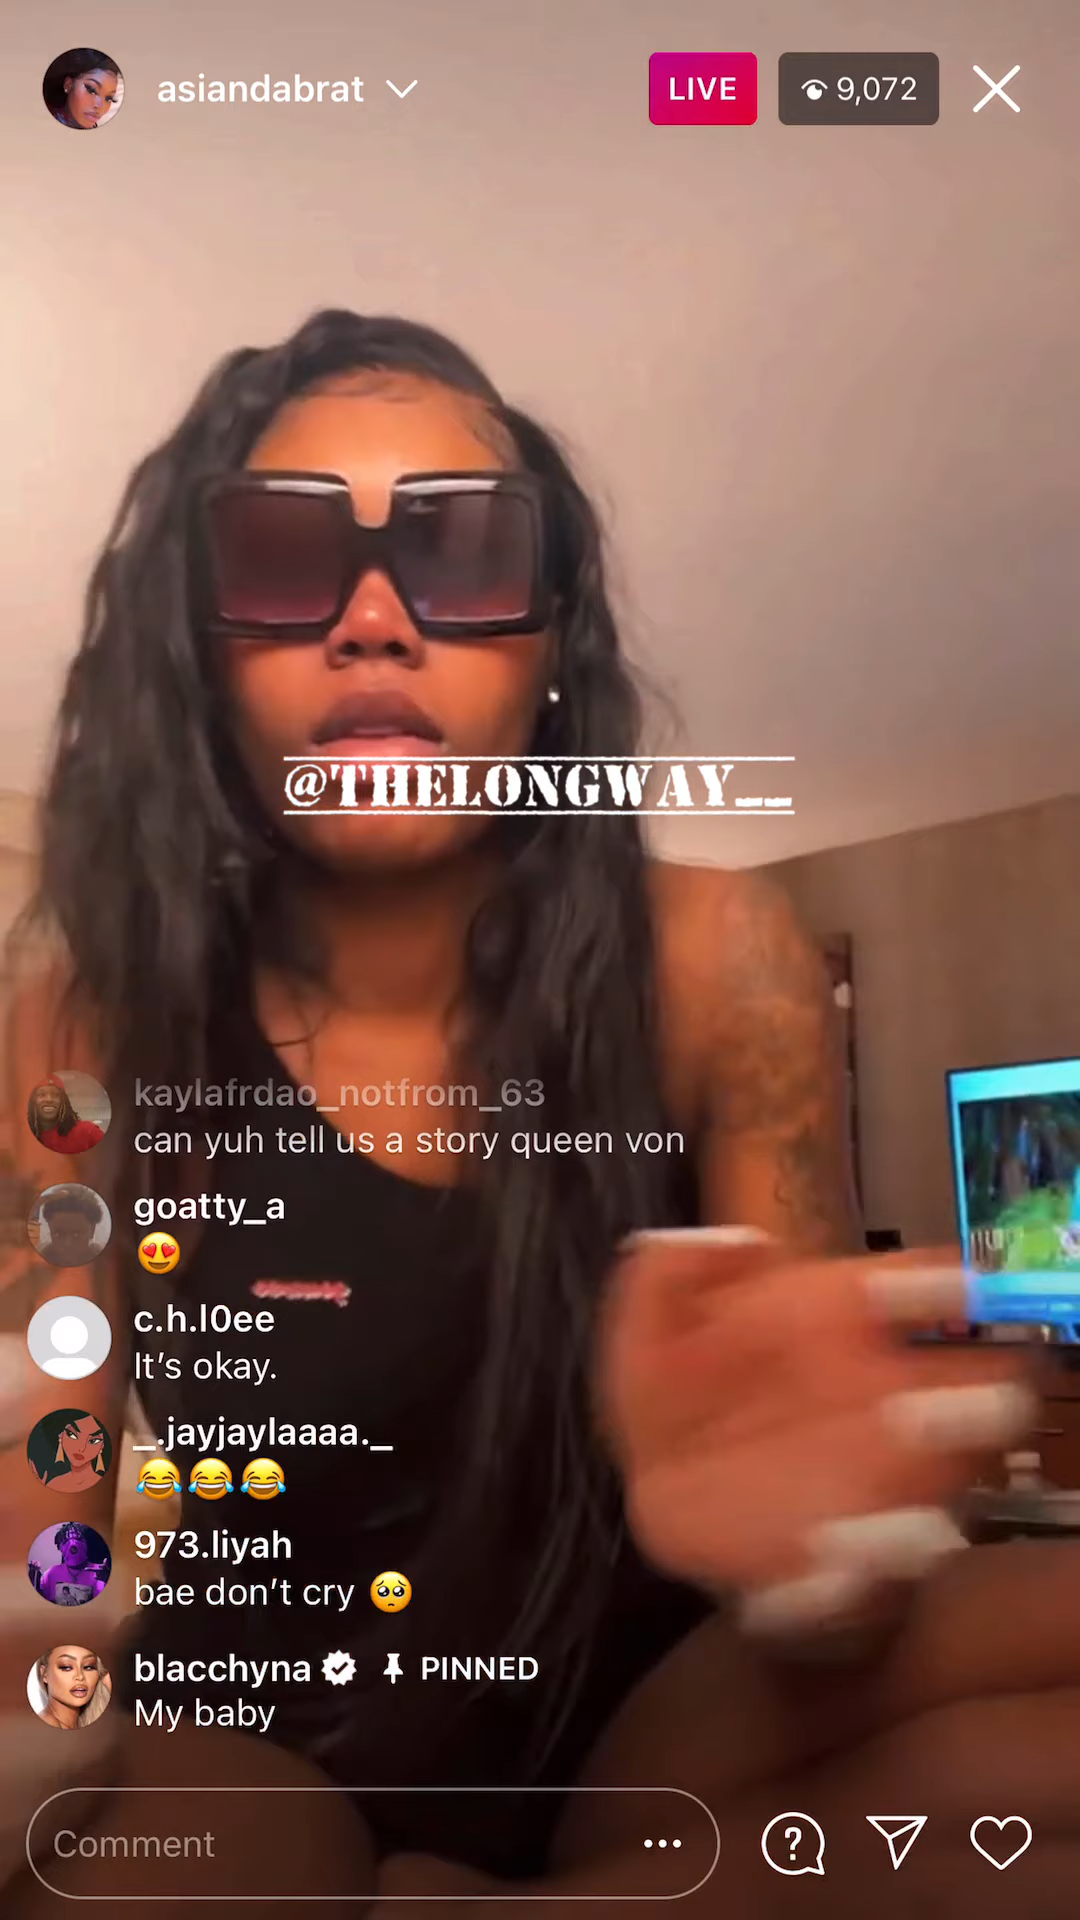 asiandabrat
LIVE
9,072
@THELONGWAY__
kaylafrdao_notfrom_63
can yuh tell us a story queen von
goatty_a
😍
c.h.l0ee
It's okay.
_.jayjaylaaaa._
😂😂😂
973.liyah
bae don't cry 🥺
blacchyna PINNED
My baby
Comment